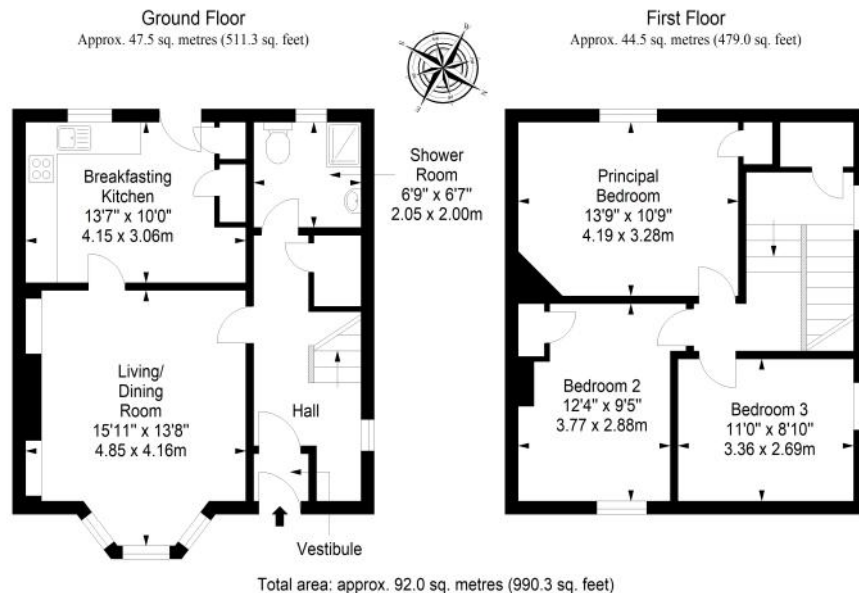 Ground Floor
Approx. 47.5 sq. metres (511.3 sq. feet)
First Floor
Approx. 44.5 sq. metres (479.0 sq. feet)
Breakfasting
Kitchen
13'7" x 10'0"
4.15 x 3.06m
Shower
Room
6'9" x 6'7"
2.05 x 2.00m
Living/
Dining
Room
15'11" x 13'8"
4.85 x 4.16m
Hall
Vestibule
Principal
Bedroom
13'9" x 10'9"
4.19 x 3.28m
Bedroom 2
12'4" x 9'5"
3.77 x 2.88m
Bedroom 3
11'0" x 8'10"
3.36 x 2.69m
Total area: approx. 92.0 sq. metres (990.3 sq. feet)